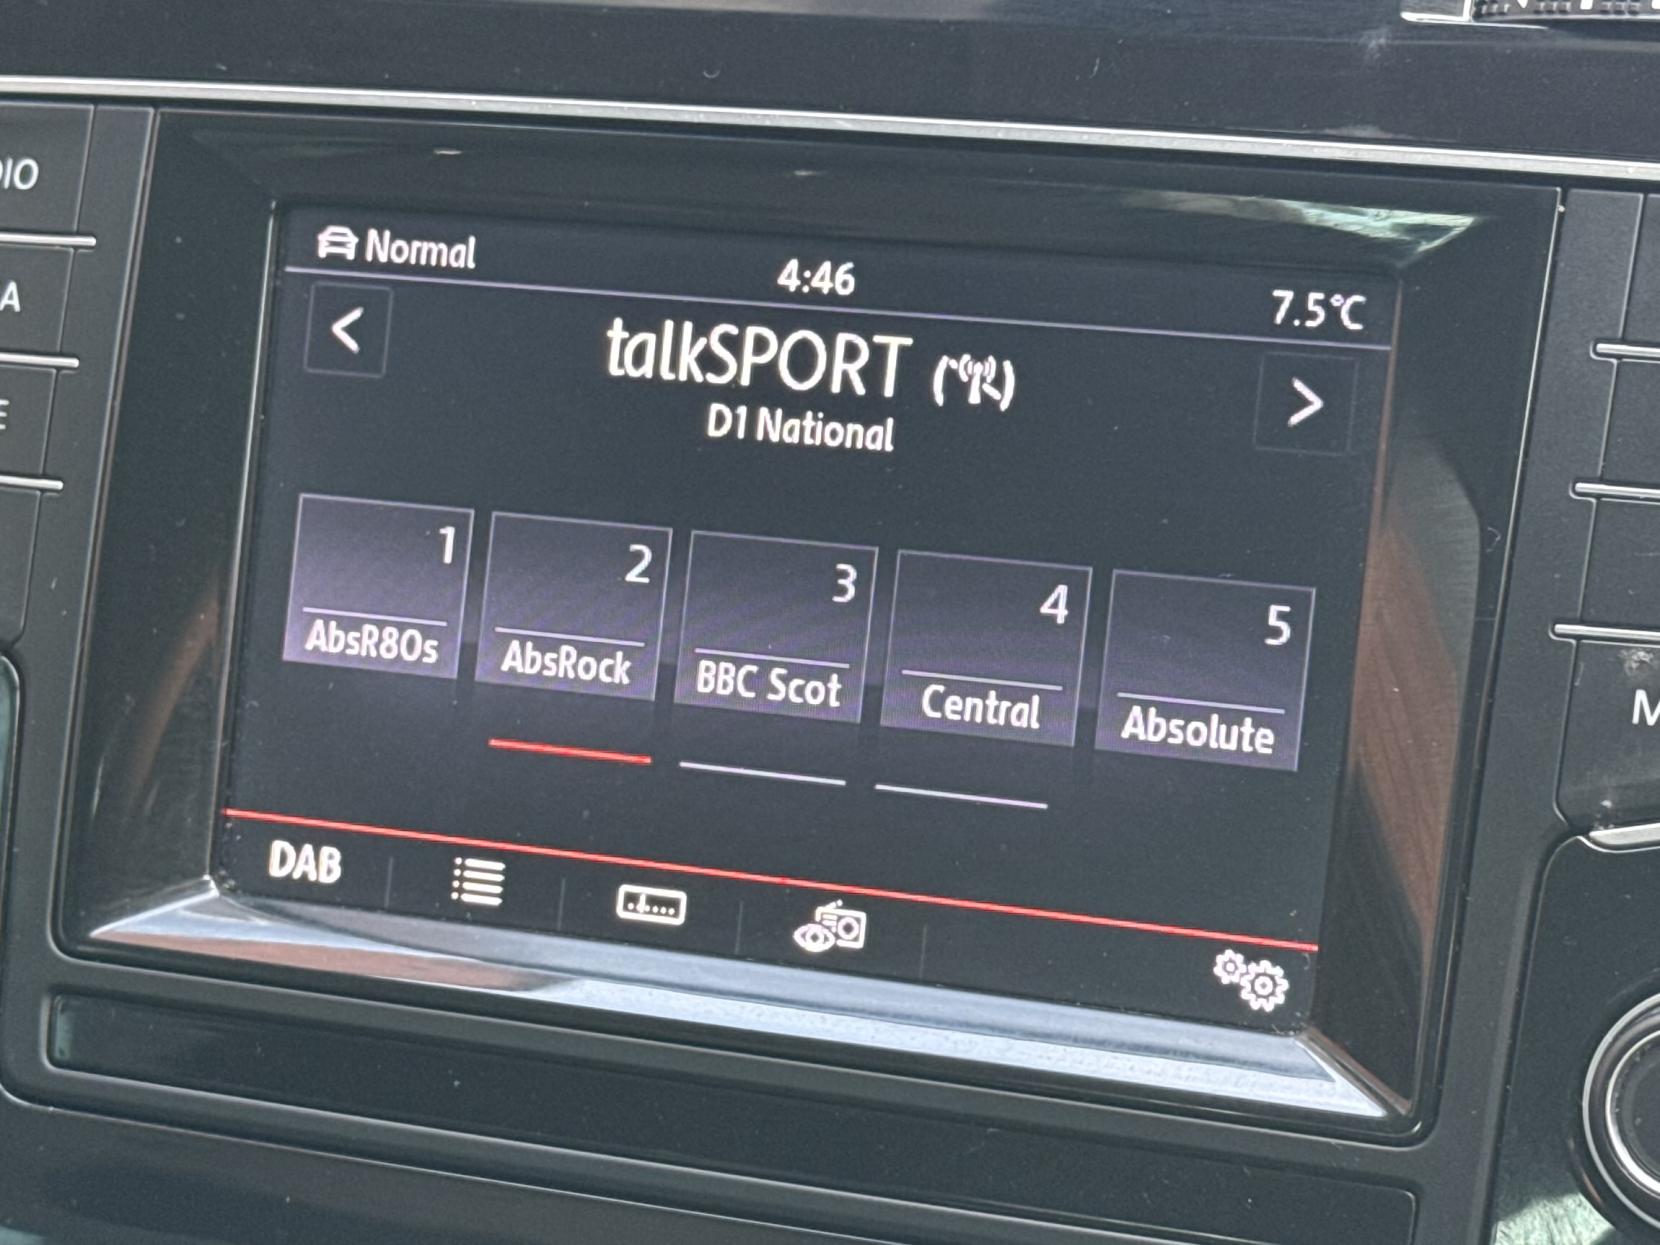 Normal
4:46
7.5°C
talkSPORT
D1 National
1
2
3
4
5
AbsR80s
AbsRock
BBC Scot
Central
Absolute
DAB